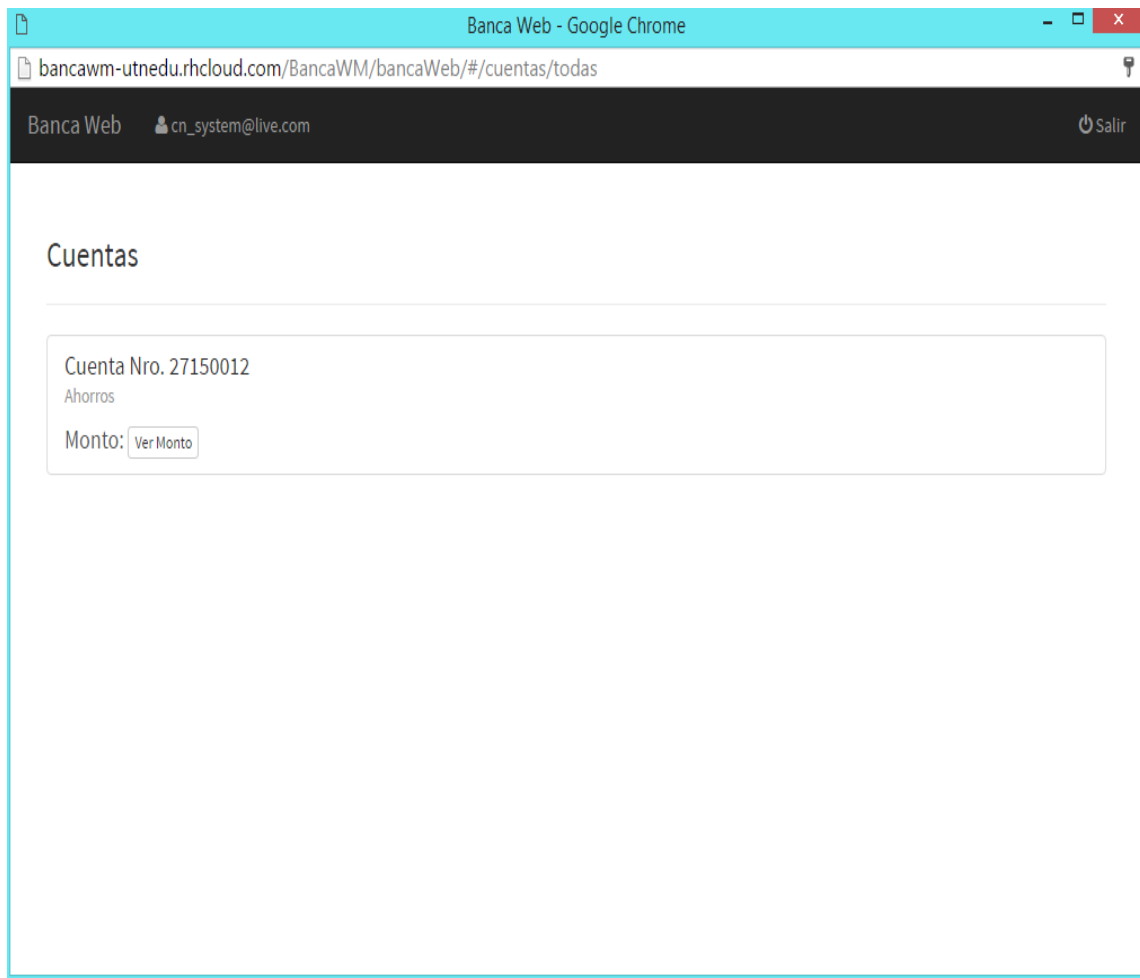 Banca Web - Google Chrome
bancawm-utnedu.rhcloud.com/BancaWM/bancaWeb/#/cuentas/todas
Banca Web cn_system@live.com Salir
Cuentas
Cuenta Nro. 27150012
Ahorros
Monto: Ver Monto